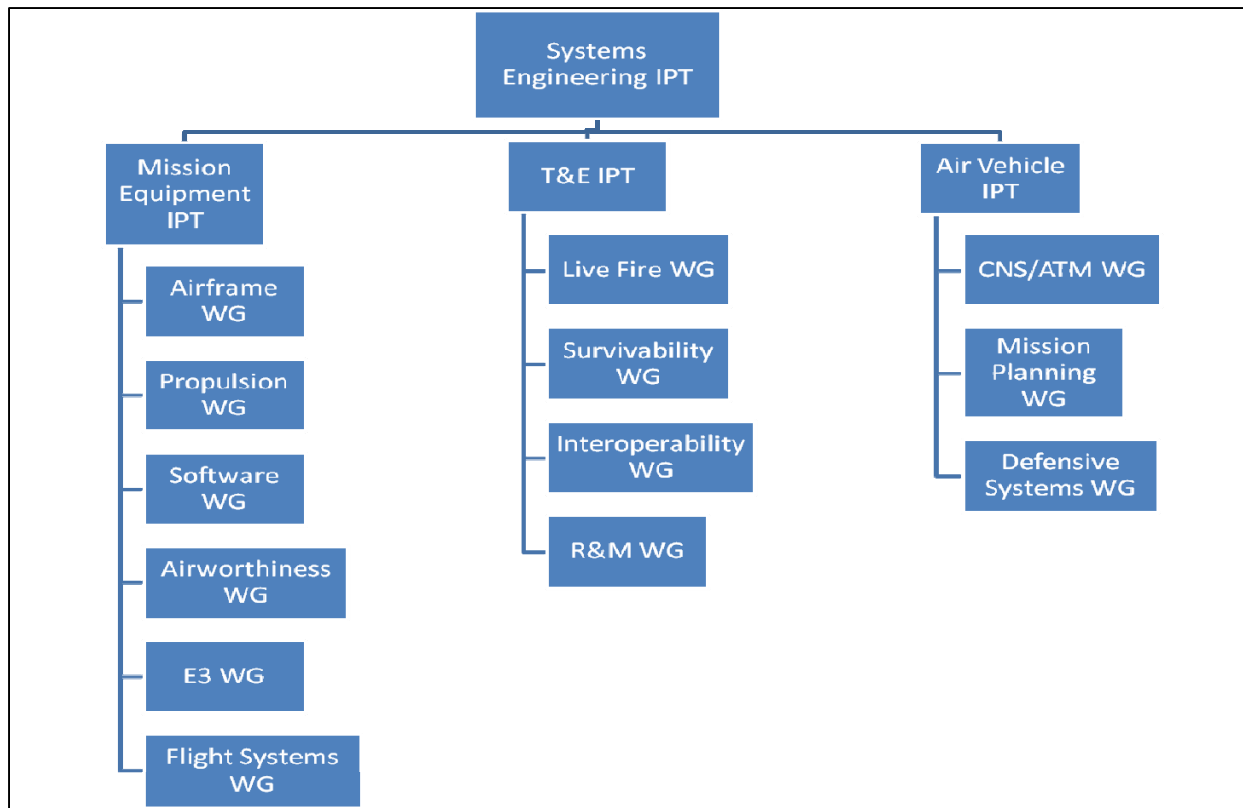 Systems
Engineering IPT
Mission
Equipment
IPT
Airframe
WG
Propulsion
WG
Software
WG
Airworthiness
WG
E3 WG
Flight Systems
WG
T&E IPT
Live Fire WG
Survivability
WG
Interoperability
WG
R&M WG
Air Vehicle
IPT
CNS/ATM WG
Mission
Planning
WG
Defensive
Systems WG